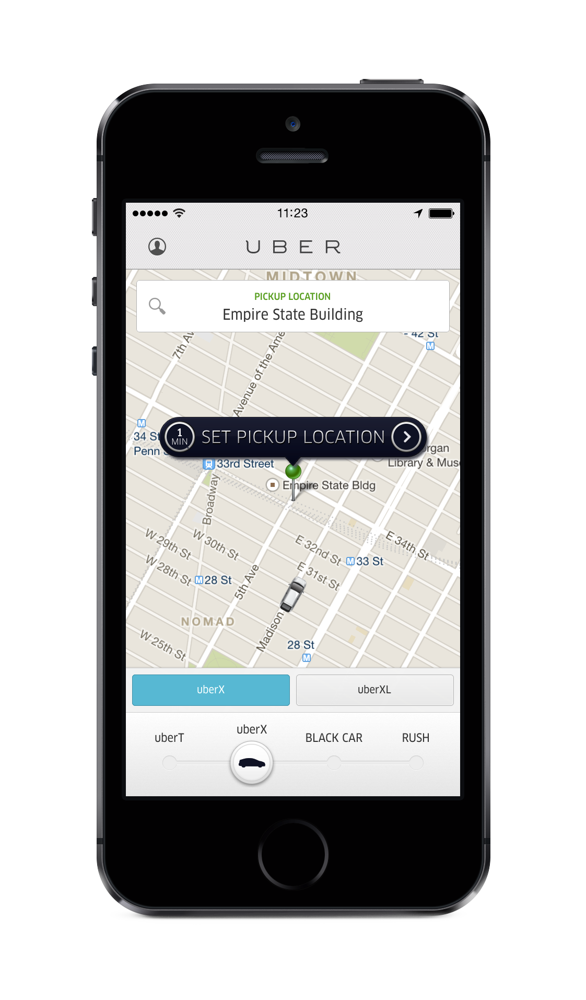 11:23
UBER
MIDTOWN
PICKUP LOCATION
Empire State Building
- 42 St
M
7th Av
Avenue of the Ame
M
34 St
Penn S
1
MIN
SET PICKUP LOCATION
organ
Library & Muse
33rd Street
Empire State Bldg
Broadway
W 29th St
W 30th St
E 32nd St
E 34th St
M 33 St
W 28th St
M 28 St
E 31st St
5th Ave
NOMAD
Madison
W 25th St
28 St
M
uberX
uberXL
uberT
uberX
BLACK CAR
RUSH